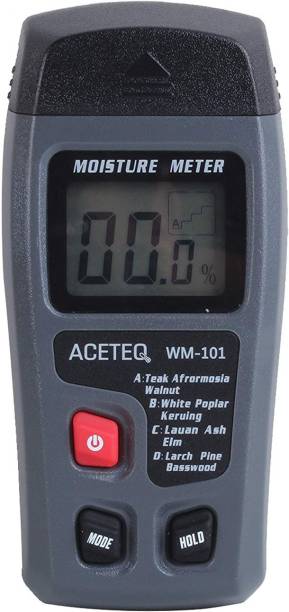 MOISTURE METER
A
00.0%
ACETEQ WM-101
A:Teak Afrormosia
Walnut
B:White Poplar
Keruing
C:Lauan Ash
Elm
D:Larch Pine
Basswood
MODE
HOLD